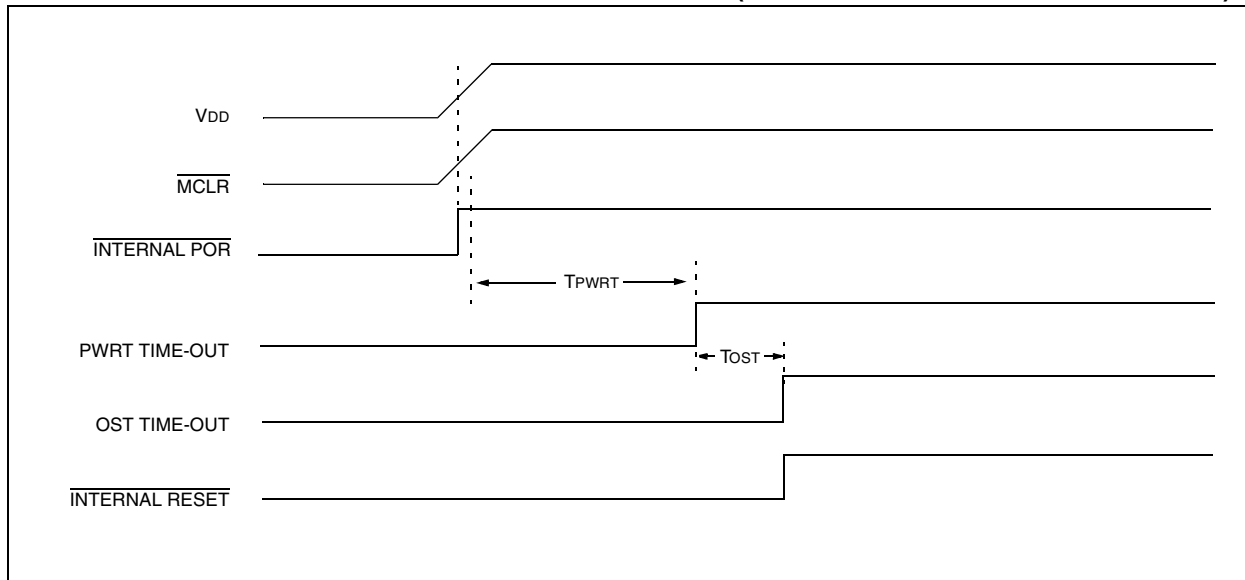 VDD
MCLR
INTERNAL POR
TPWRT
PWRT TIME-OUT
TOST
OST TIME-OUT
INTERNAL RESET